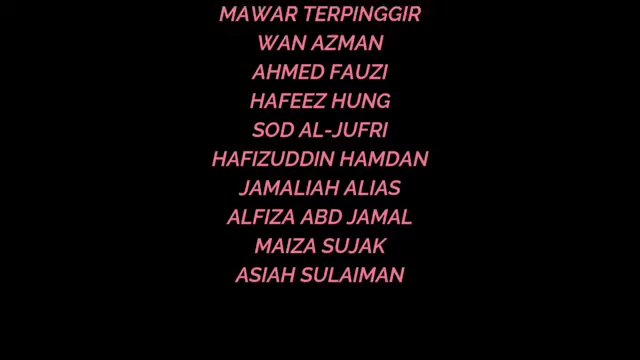 MAWAR TERPINGGIR
WAN AZMAN
AHMED FAUZI
HAFEEZ HUNG
SOD AL-JUFRI
HAFIZUDDIN HAMDAN
JAMALIAH ALIAS
ALFIZA ABD JAMAL
MAIZA SUJAK
ASIAH SULAIMAN